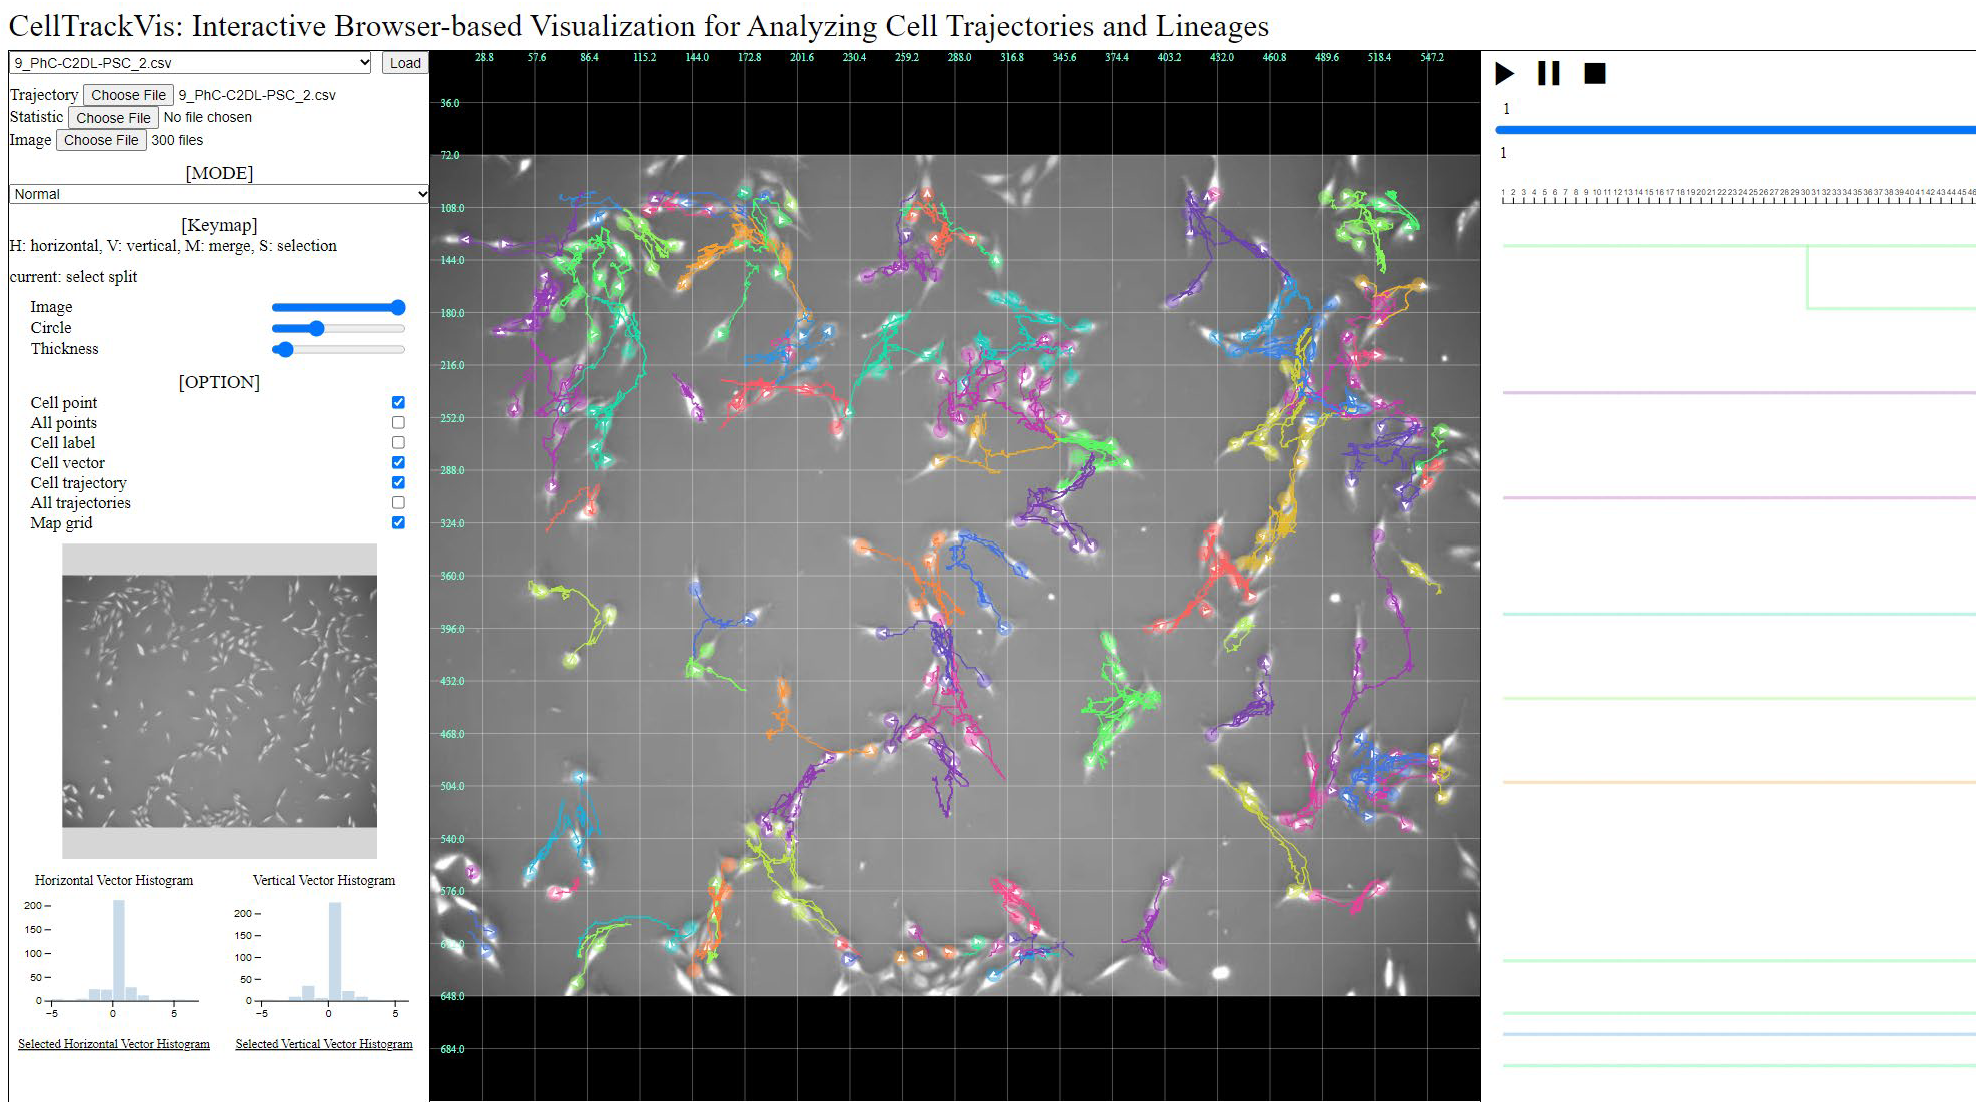 CellTrackVis: Interactive Browser-based Visualization for Analyzing Cell Trajectories and Lineages
9_PhC-C2DL-PSC_2.csv Load
Trajectory Choose File 9_PhC-C2DL-PSC_2.csv
Statistic Choose File No file chosen
Image Choose File 300 files
[MODE]
Normal
[Keymap]
H: horizontal, V: vertical, M: merge, S: selection
current: select split
Image
Circle
Thickness
[OPTION]
Cell point
All points
Cell label
Cell vector
Cell trajectory
All trajectories
Map grid
Horizontal Vector Histogram
200
150
100
50
0
-5 0 5
Selected Horizontal Vector Histogram
Vertical Vector Histogram
200
150
100
50
0
-5 0 5
Selected Vertical Vector Histogram
28.8 57.6 86.4 115.2 144.0 172.8 201.6 230.4 259.2 288.0 316.8 345.6 374.4 403.2 432.0 460.8 489.6 518.4 547.2
36.0
72.0
108.0
144.0
180.0
216.0
252.0
288.0
324.0
360.0
396.0
432.0
468.0
504.0
540.0
576.0
648.0
684.0
1
1
1 2 3 4 5 6 7 8 9 10 11 12 13 14 15 16 17 18 19 20 21 22 23 24 25 26 27 28 29 30 31 32 33 34 35 36 37 38 39 40 41 42 43 44 45 46